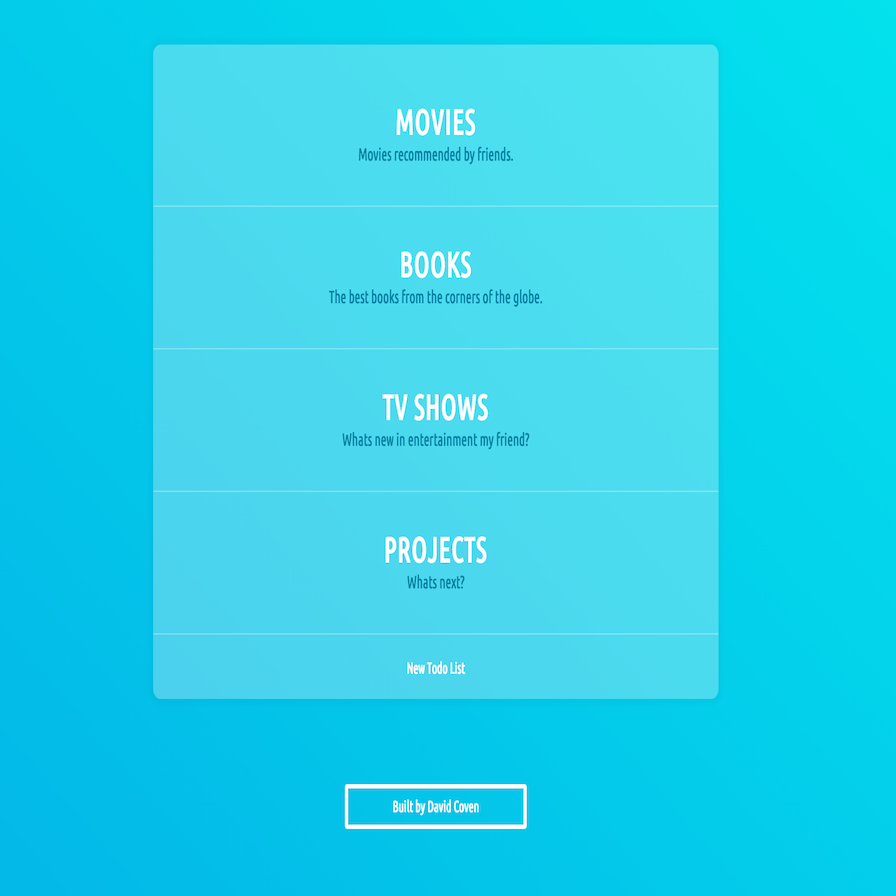 MOVIES
Movies recommended by friends.
BOOKS
The best books from the corners of the globe.
TV SHOWS
Whats new in entertainment my friend?
PROJECTS
Whats next?
New Todo List
Built by David Coven